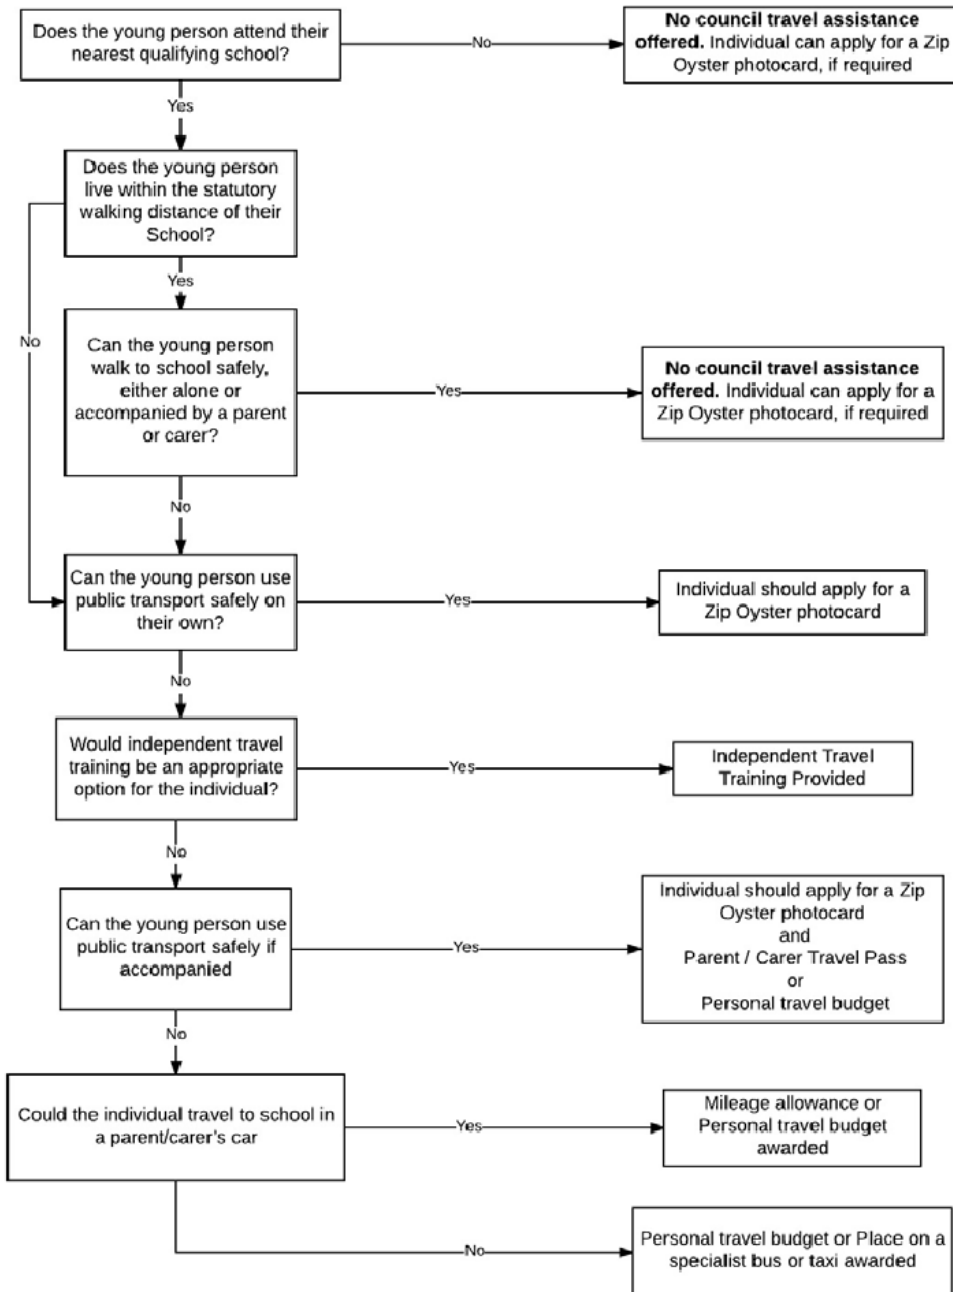 Does the young person attend their
nearest qualifying school?
No
No council travel assistance
offered. Individual can apply for a Zip
Oyster photocard, if required
Yes
Does the young person
live within the statutory
walking distance of their
School?
Yes
No
Can the young person
walk to school safely,
either alone or
accompanied by a parent
or carer?
Yes
No council travel assistance
offered. Individual can apply for a
Zip Oyster photocard, if required
No
Can the young person use
public transport safely on
their own?
Yes
Individual should apply for a
Zip Oyster photocard
No
Would independent travel
training be an appropriate
option for the individual?
Yes
Independent Travel
Training Provided
No
Can the young person use
public transport safely if
accompanied
Yes
Individual should apply for a Zip
Oyster photocard
and
Parent / Carer Travel Pass
or
Personal travel budget
No
Could the individual travel to school in
a parent/carer's car
Yes
Mileage allowance or
Personal travel budget
awarded
No
Personal travel budget or Place on a
specialist bus or taxi awarded